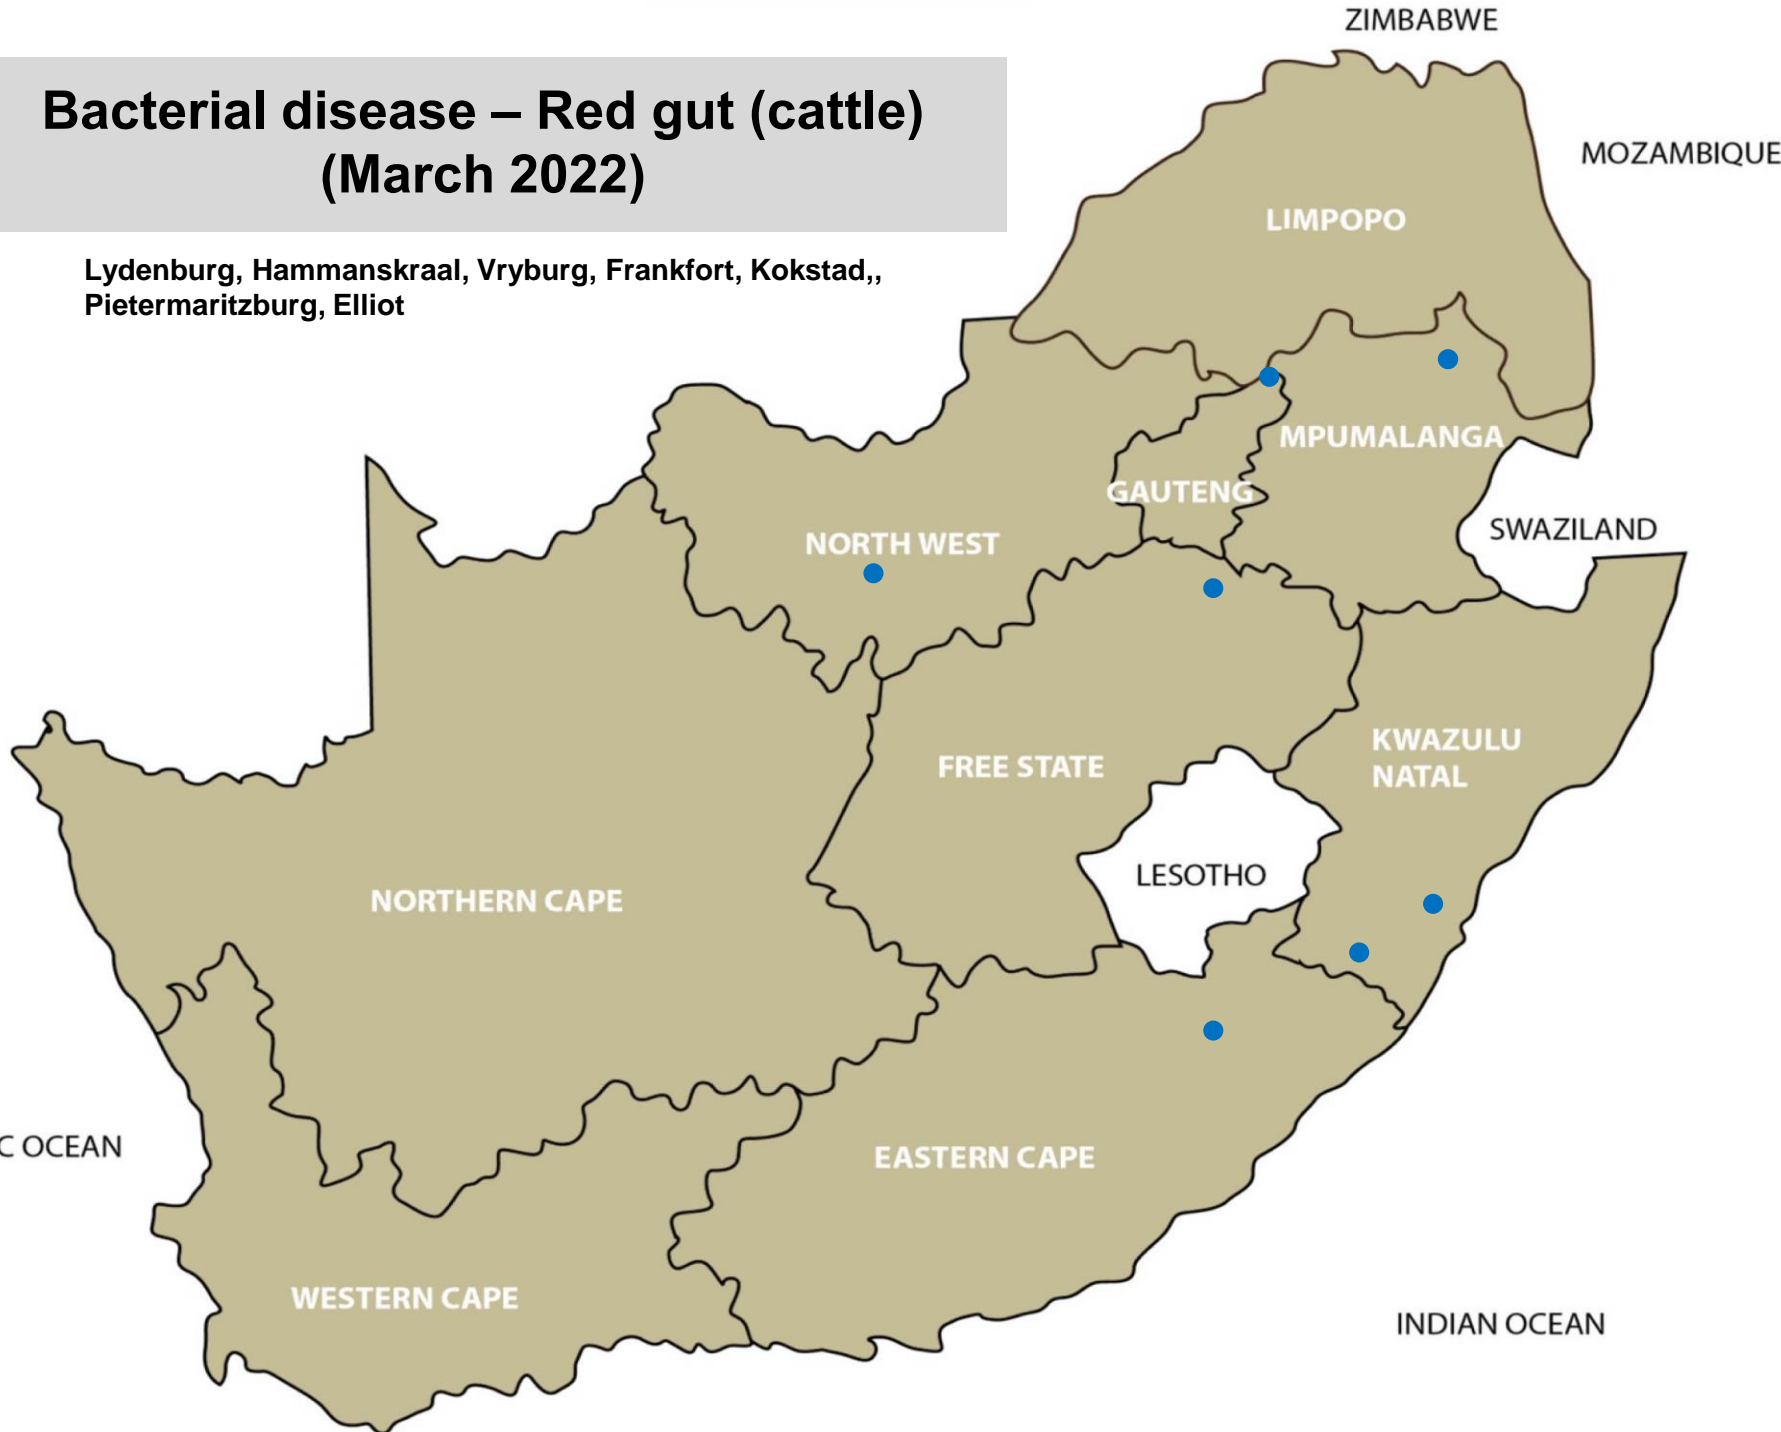 ZIMBABWE
Bacterial disease – Red gut (cattle)
(March 2022)
MOZAMBIQUE
LIMPOPO
Lydenburg, Hammanskraal, Vryburg, Frankfort, Kokstad,,
Pietermaritzburg, Elliot
MPUMALANGA
GAUTENG
SWAZILAND
NORTH WEST
KWAZULU
NATAL
FREE STATE
LESOTHO
NORTHERN CAPE
C OCEAN
EASTERN CAPE
WESTERN CAPE
INDIAN OCEAN